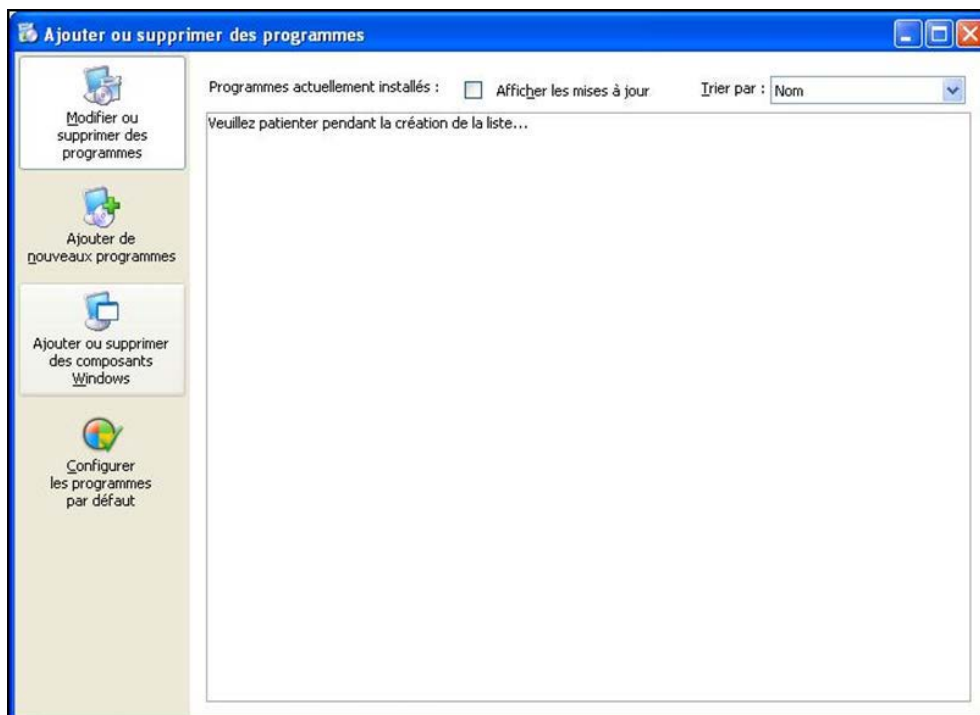 Ajouter ou supprimer des programmes
Modifier ou
supprimer des
programmes
Ajouter de
nouveaux programmes
Ajouter ou supprimer
des composants
Windows
Configurer
les programmes
par défaut
Programmes actuellement installés :
Afficher les mises à jour
Trier par :
Nom
Veuillez patienter pendant la création de la liste...